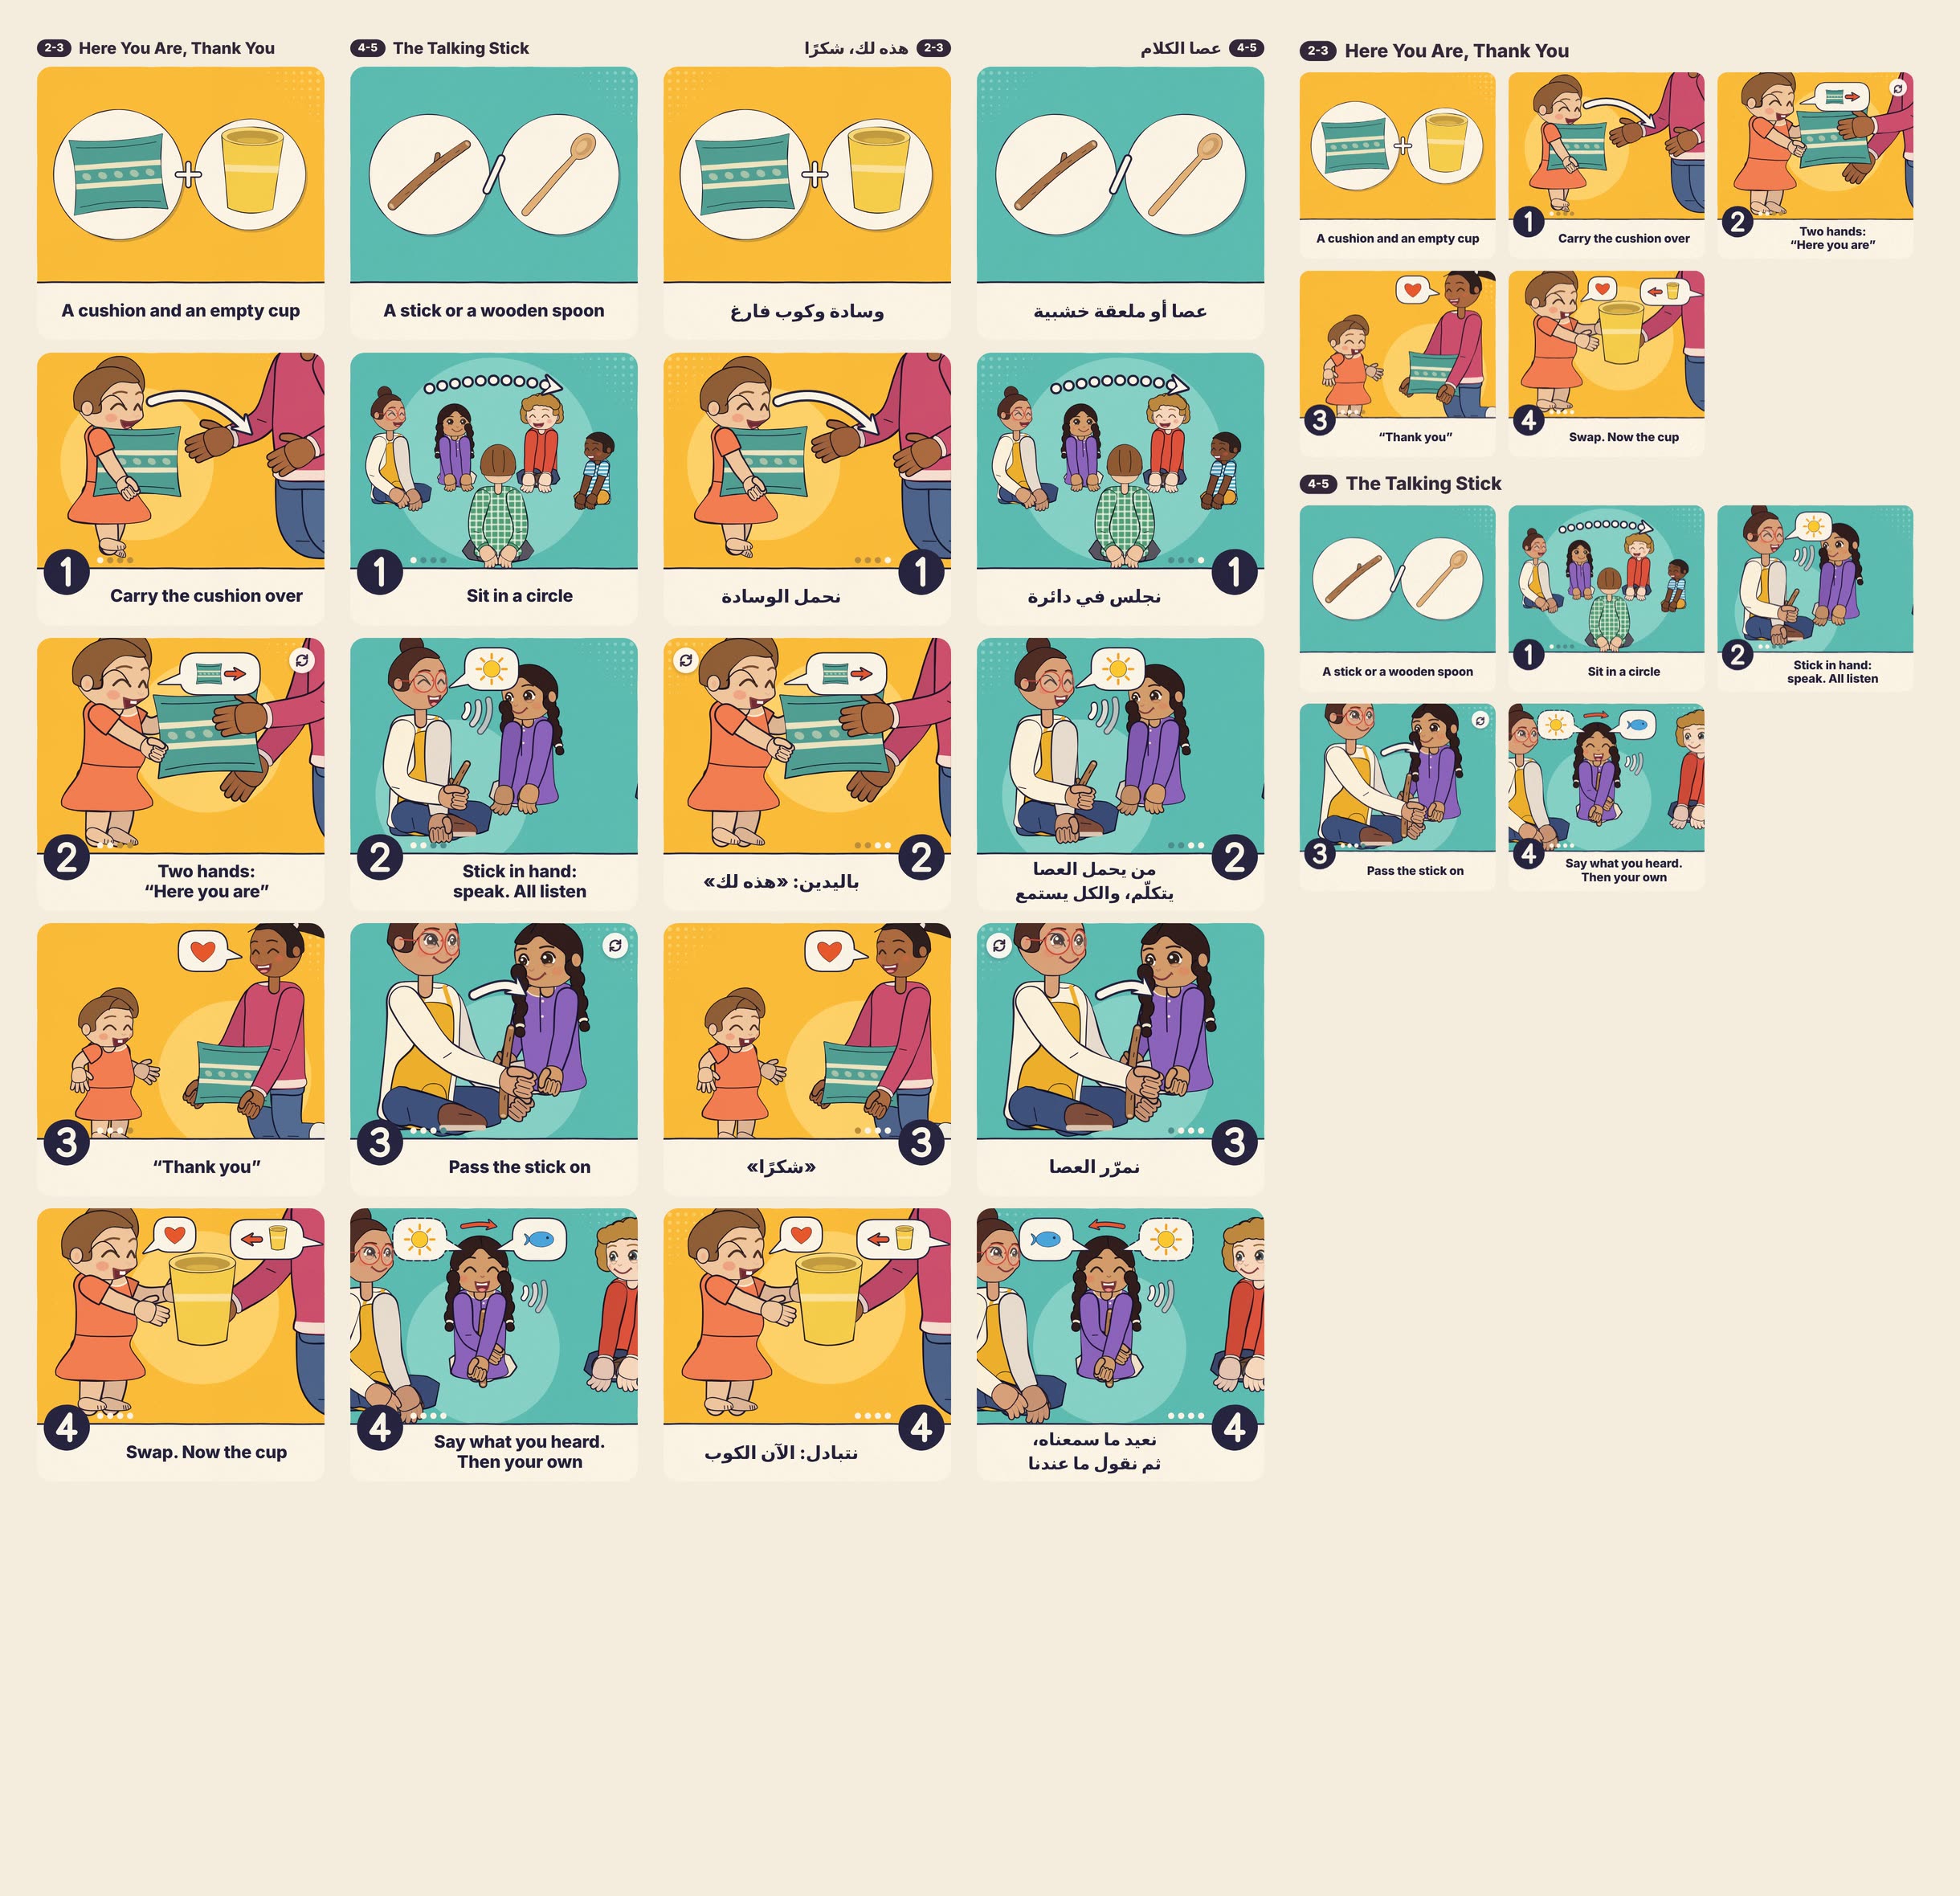 2-3 Here You Are, Thank You
A cushion and an empty cup
1
Carry the cushion over
2
Two hands:
“Here you are”
3
“Thank you”
4
Swap. Now the cup
4-5 The Talking Stick
A stick or a wooden spoon
1
Sit in a circle
2
Stick in hand:
speak. All listen
3
Pass the stick on
4
Say what you heard.
Then your own
2-3 هذه لك، شكرًا
وسادة وكوب فارغ
1
نحمل الوسادة
2
باليدين: «هذه لك»
3
«شكرًا»
4
نتبادل: الآن الكوب
4-5 عصا الكلام
عصا أو ملعقة خشبية
1
نجلس في دائرة
2
من يحمل العصا
يتكلّم، والكل يستمع
3
نمرّر العصا
4
نعيد ما سمعناه،
ثم نقول ما عندنا
2-3 Here You Are, Thank You
A cushion and an empty cup
1
Carry the cushion over
2
Two hands:
“Here you are”
3
“Thank you”
4
Swap. Now the cup
4-5 The Talking Stick
A stick or a wooden spoon
1
Sit in a circle
2
Stick in hand:
speak. All listen
3
Pass the stick on
4
Say what you heard.
Then your own